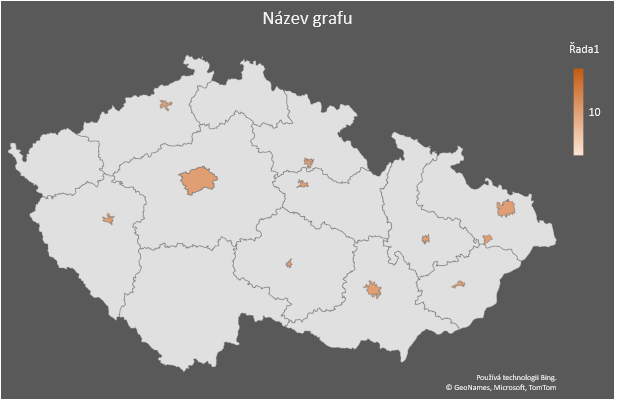 Název grafu
Řada1
10
Používá technologii Bing.
© GeoNames, Microsoft, TomTom